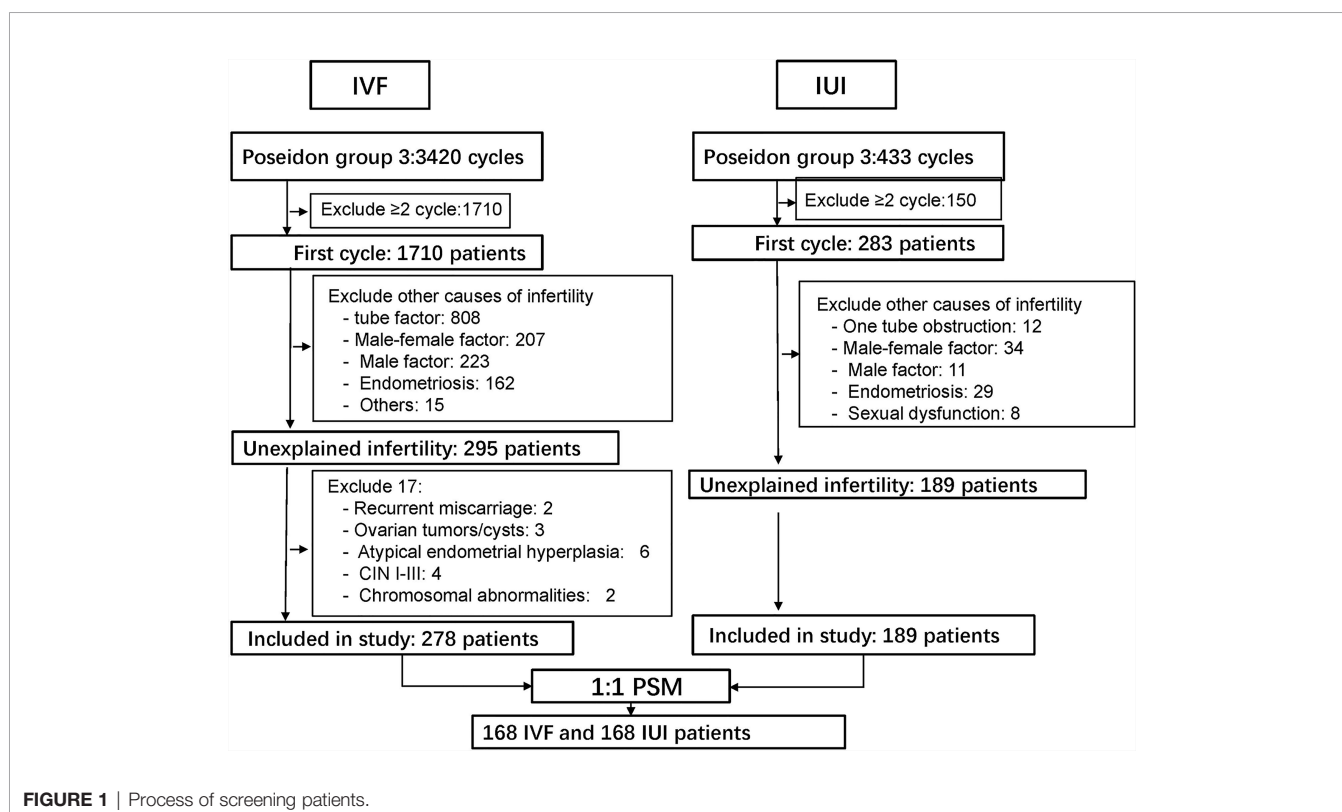 IVF
Poseidon group 3:3420 cycles
Exclude ≥2 cycle:1710
First cycle: 1710 patients
Exclude other causes of infertility
- tube factor: 808
- Male-female factor: 207
- Male factor: 223
- Endometriosis: 162
- Others: 15
Unexplained infertility: 295 patients
Exclude 17:
- Recurrent miscarriage: 2
- Ovarian tumors/cysts: 3
- Atypical endometrial hyperplasia: 6
- CIN I-III: 4
- Chromosomal abnormalities: 2
Included in study: 278 patients
IUI
Poseidon group 3:433 cycles
Exclude ≥2 cycle:150
First cycle: 283 patients
Exclude other causes of infertility
- One tube obstruction: 12
- Male-female factor: 34
- Male factor: 11
- Endometriosis: 29
- Sexual dysfunction: 8
Unexplained infertility: 189 patients
Included in study: 189 patients
1:1 PSM
168 IVF and 168 IUI patients
FIGURE 1 | Process of screening patients.